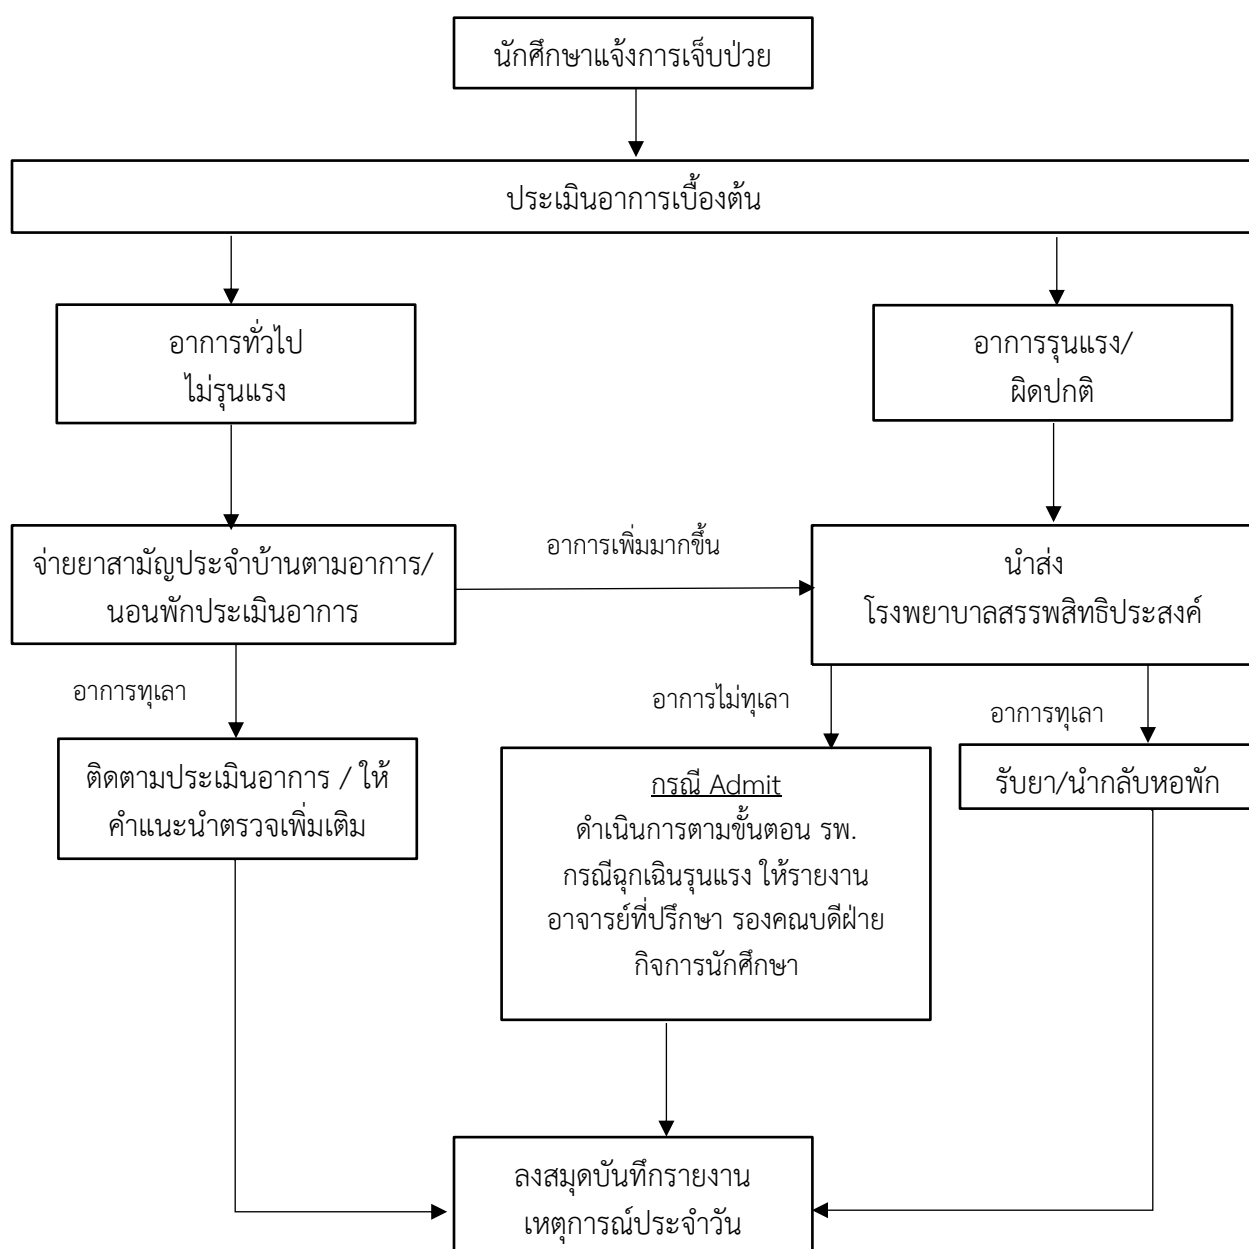 นักศึกษาแจ้งการเจ็บป่วย
ประเมินอาการเบื้องต้น
อาการทั่วไป
ไม่รุนแรง
อาการรุนแรง/
ผิดปกติ
จ่ายยาสามัญประจำบ้านตามอาการ/
นอนพักประเมินอาการ
อาการเพิ่มมากขึ้น
นำส่ง
โรงพยาบาลสรรพสิทธิประสงค์
อาการทุเลา
อาการไม่ทุเลา
อาการทุเลา
ติดตามประเมินอาการ / ให้
คำแนะนำตรวจเพิ่มเติม
กรณี Admit
ดำเนินการตามขั้นตอน รพ.
กรณีฉุกเฉินรุนแรง ให้รายงาน
อาจารย์ที่ปรึกษา รองคณบดีฝ่าย
กิจการนักศึกษา
รับยา/นำกลับหอพัก
ลงสมุดบันทึกรายงาน
เหตุการณ์ประจำวัน